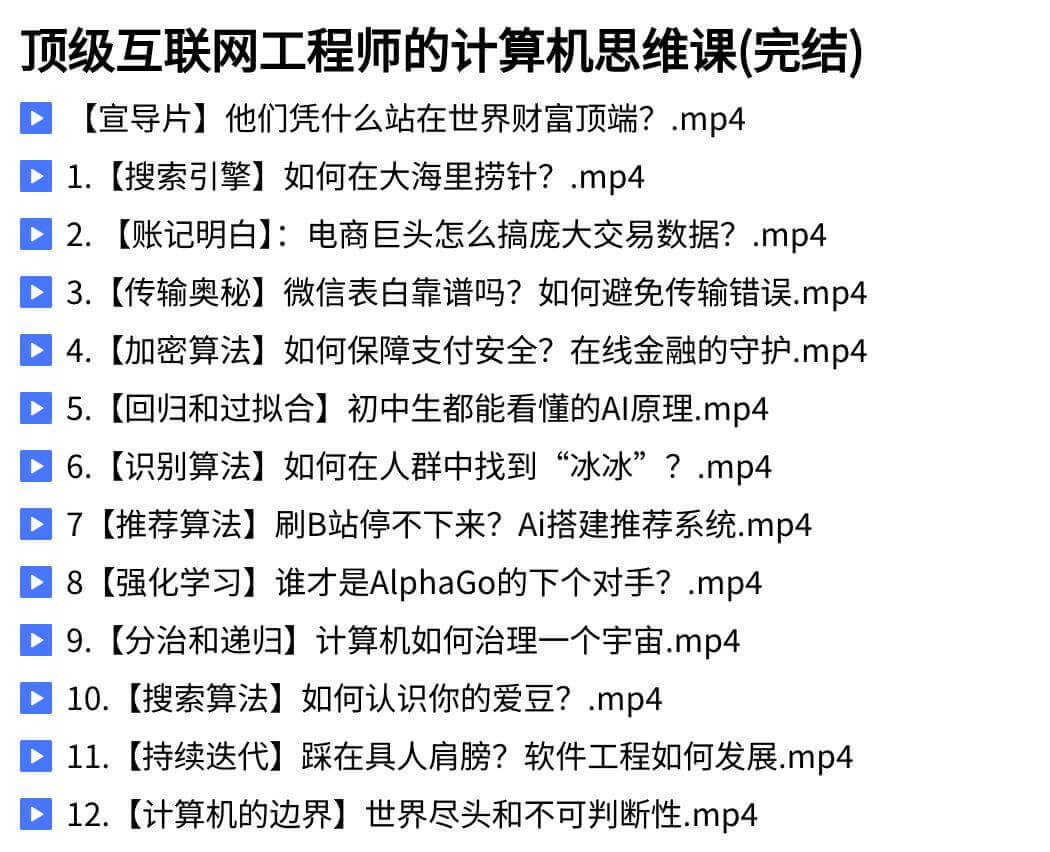 顶级互联网工程师的计算机思维课(完结)
【宣导片】他们凭什么站在世界财富顶端？.mp4
1.【搜索引擎】如何在大海里捞针？.mp4
2. 【账记明白】：电商巨头怎么搞庞大交易数据？.mp4
3.【传输奥秘】微信表白靠谱吗？如何避免传输错误.mp4
4.【加密算法】如何保障支付安全？在线金融的守护.mp4
5.【回归和过拟合】初中生都能看懂的AI原理.mp4
6.【识别算法】如何在人群中找到“冰冰”？.mp4
7【推荐算法】刷B站停不下来？Ai搭建推荐系统.mp4
8【强化学习】谁才是AlphaGo的下个对手？.mp4
9.【分治和递归】计算机如何治理一个宇宙.mp4
10.【搜索算法】如何认识你的爱豆？.mp4
11.【持续迭代】踩在具人肩膀？软件工程如何发展.mp4
12.【计算机的边界】世界尽头和不可判断性.mp4